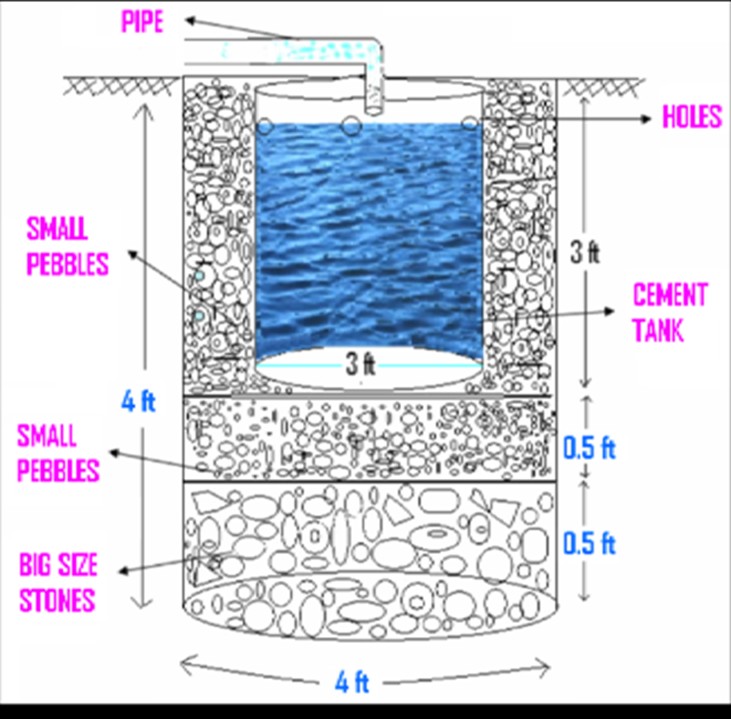 PIPE
HOLES
SMALL
PEBBLES
3 ft
CEMENT
TANK
3 ft
4 ft
SMALL
PEBBLES
0.5 ft
BIG SIZE
STONES
0.5 ft
4 ft